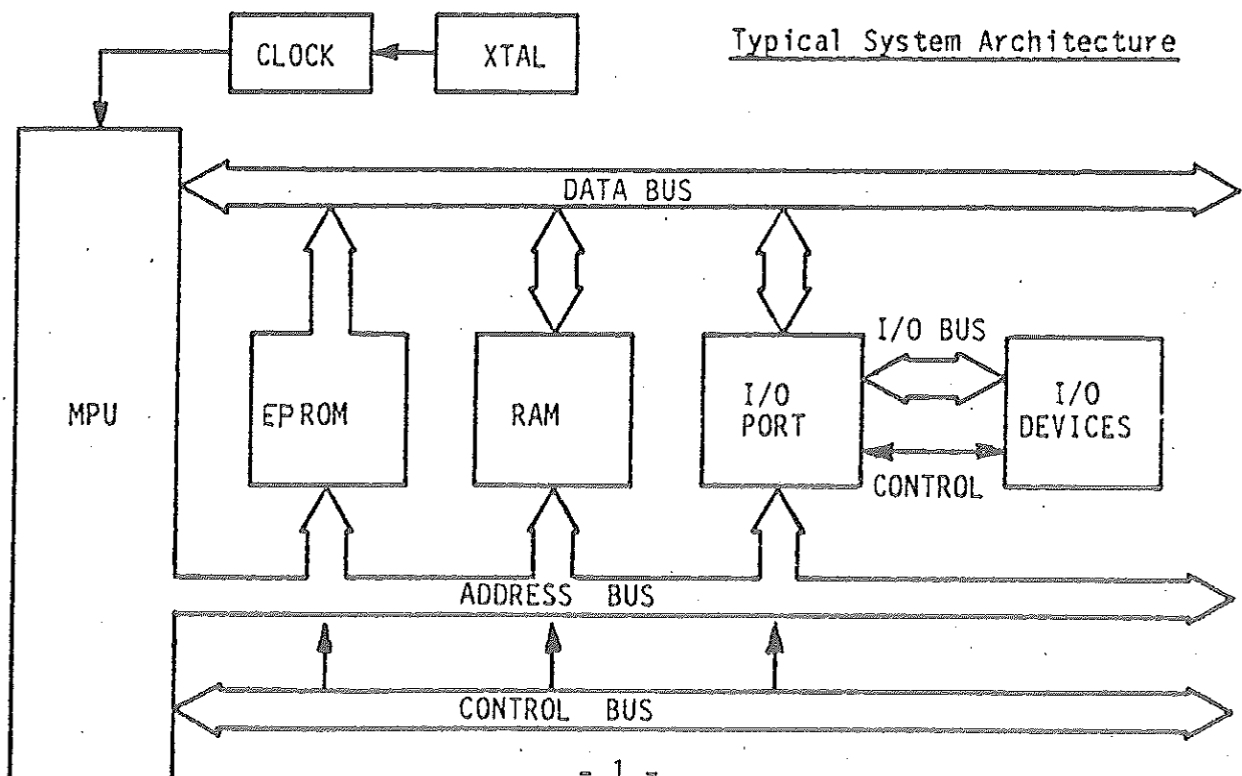 Typical System Architecture
CLOCK
XTAL
DATA BUS
MPU
EPROM
RAM
I/O
PORT
I/O BUS
CONTROL
I/O
DEVICES
ADDRESS BUS
CONTROL BUS
- 1 -